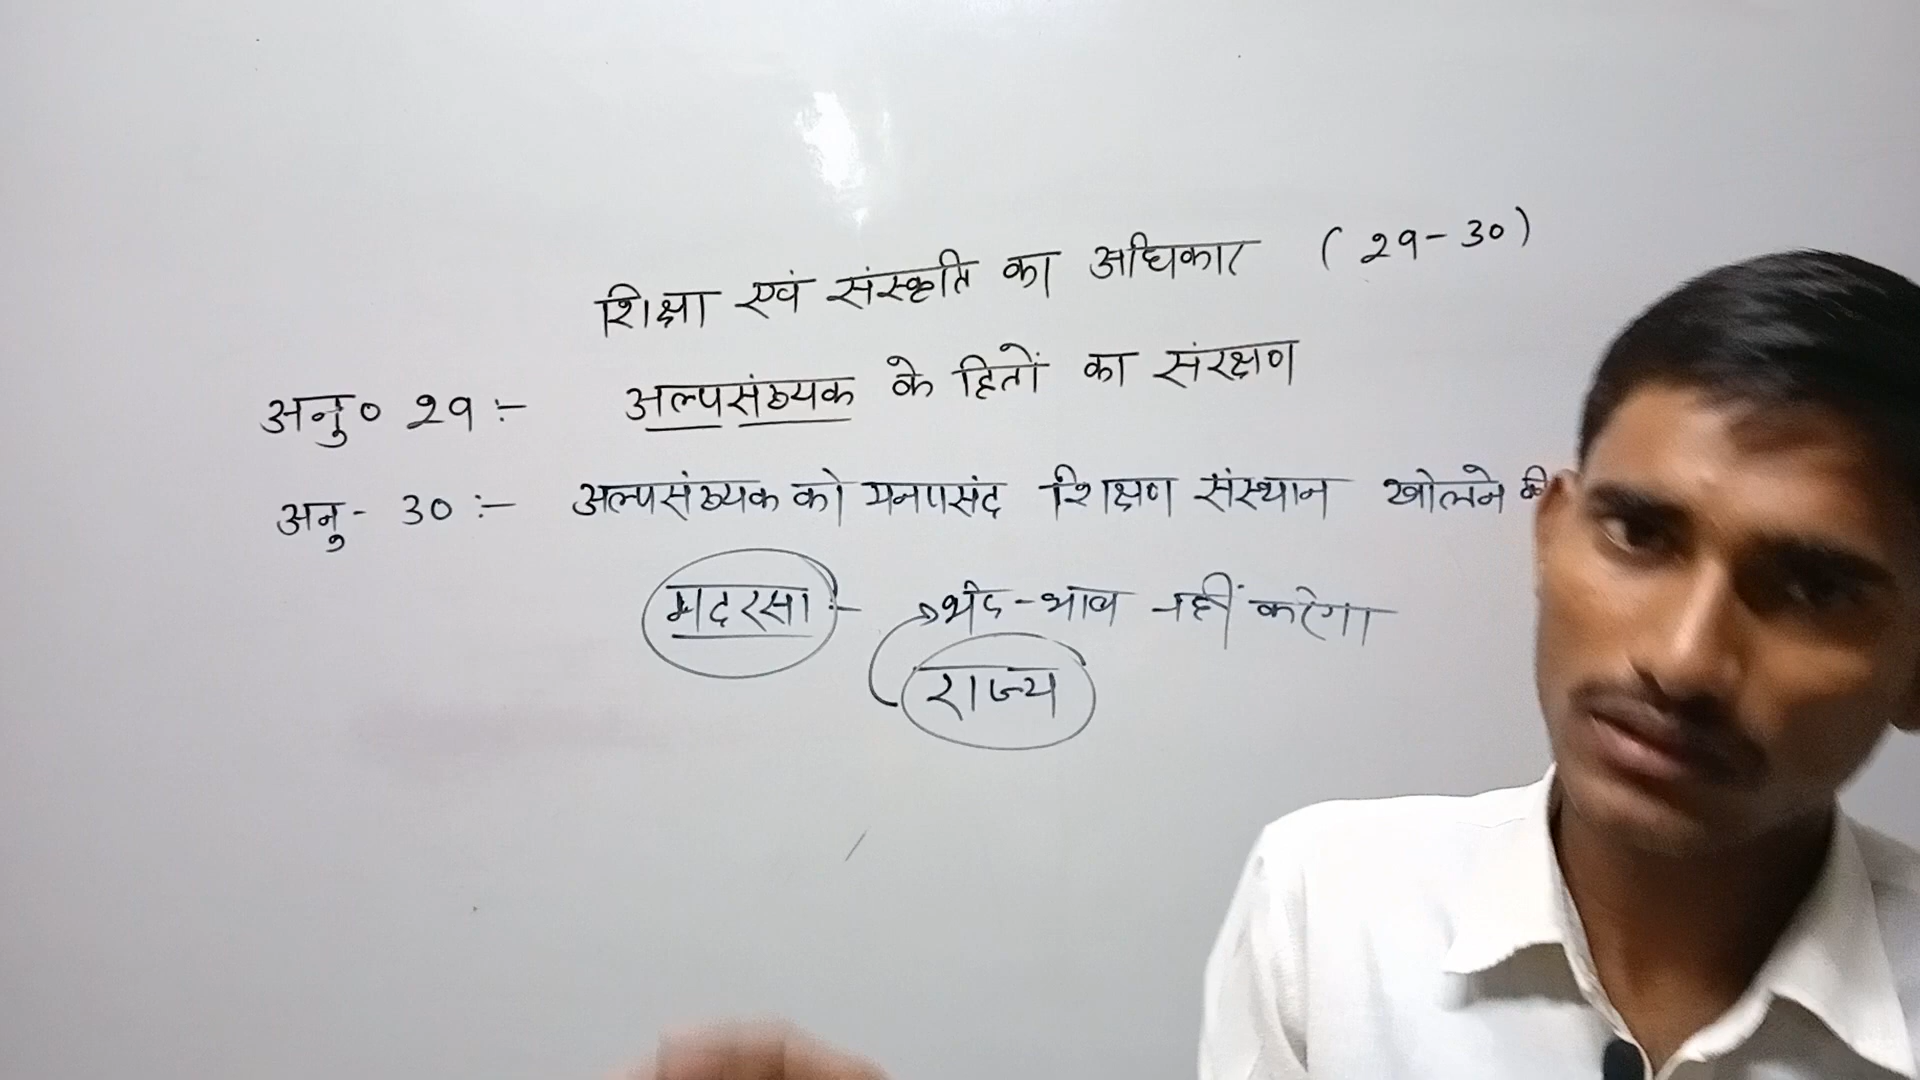 शिक्षा एवं संस्कृति का अधिकार (29-30)
अनु० 29 :- अल्पसंख्यक के हितों का संरक्षण
अनु- 30 :- अल्पसंख्यक को मनपसंद शिक्षण संस्थान खोलने की
मदरसा :- भेद-भाव नहीं करेगा
राज्य